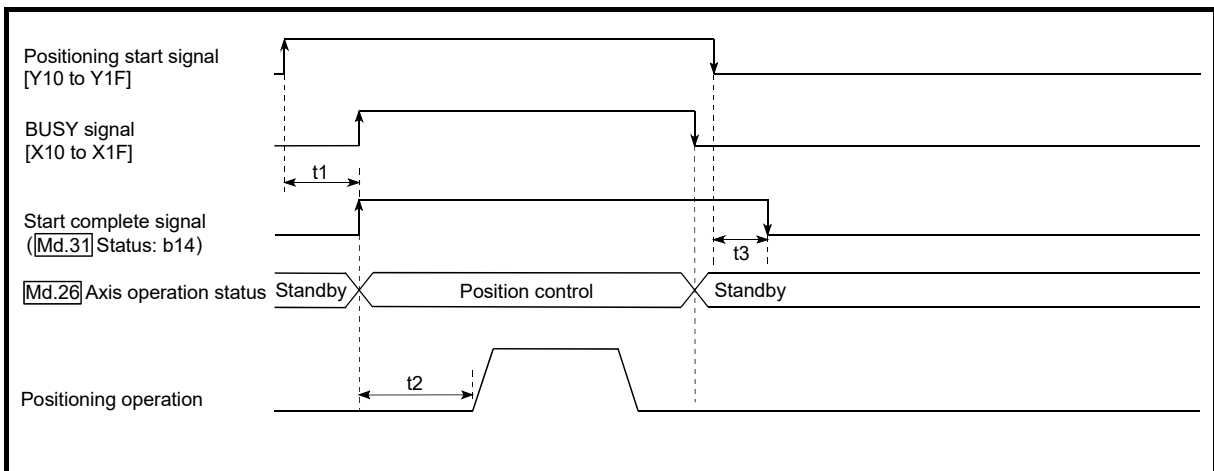 Positioning start signal
[Y10 to Y1F]
BUSY signal
[X10 to X1F]
t1
Start complete signal
(Md.31 Status: b14)
t3
Md.26 Axis operation status
Standby
Position control
Standby
t2
Positioning operation